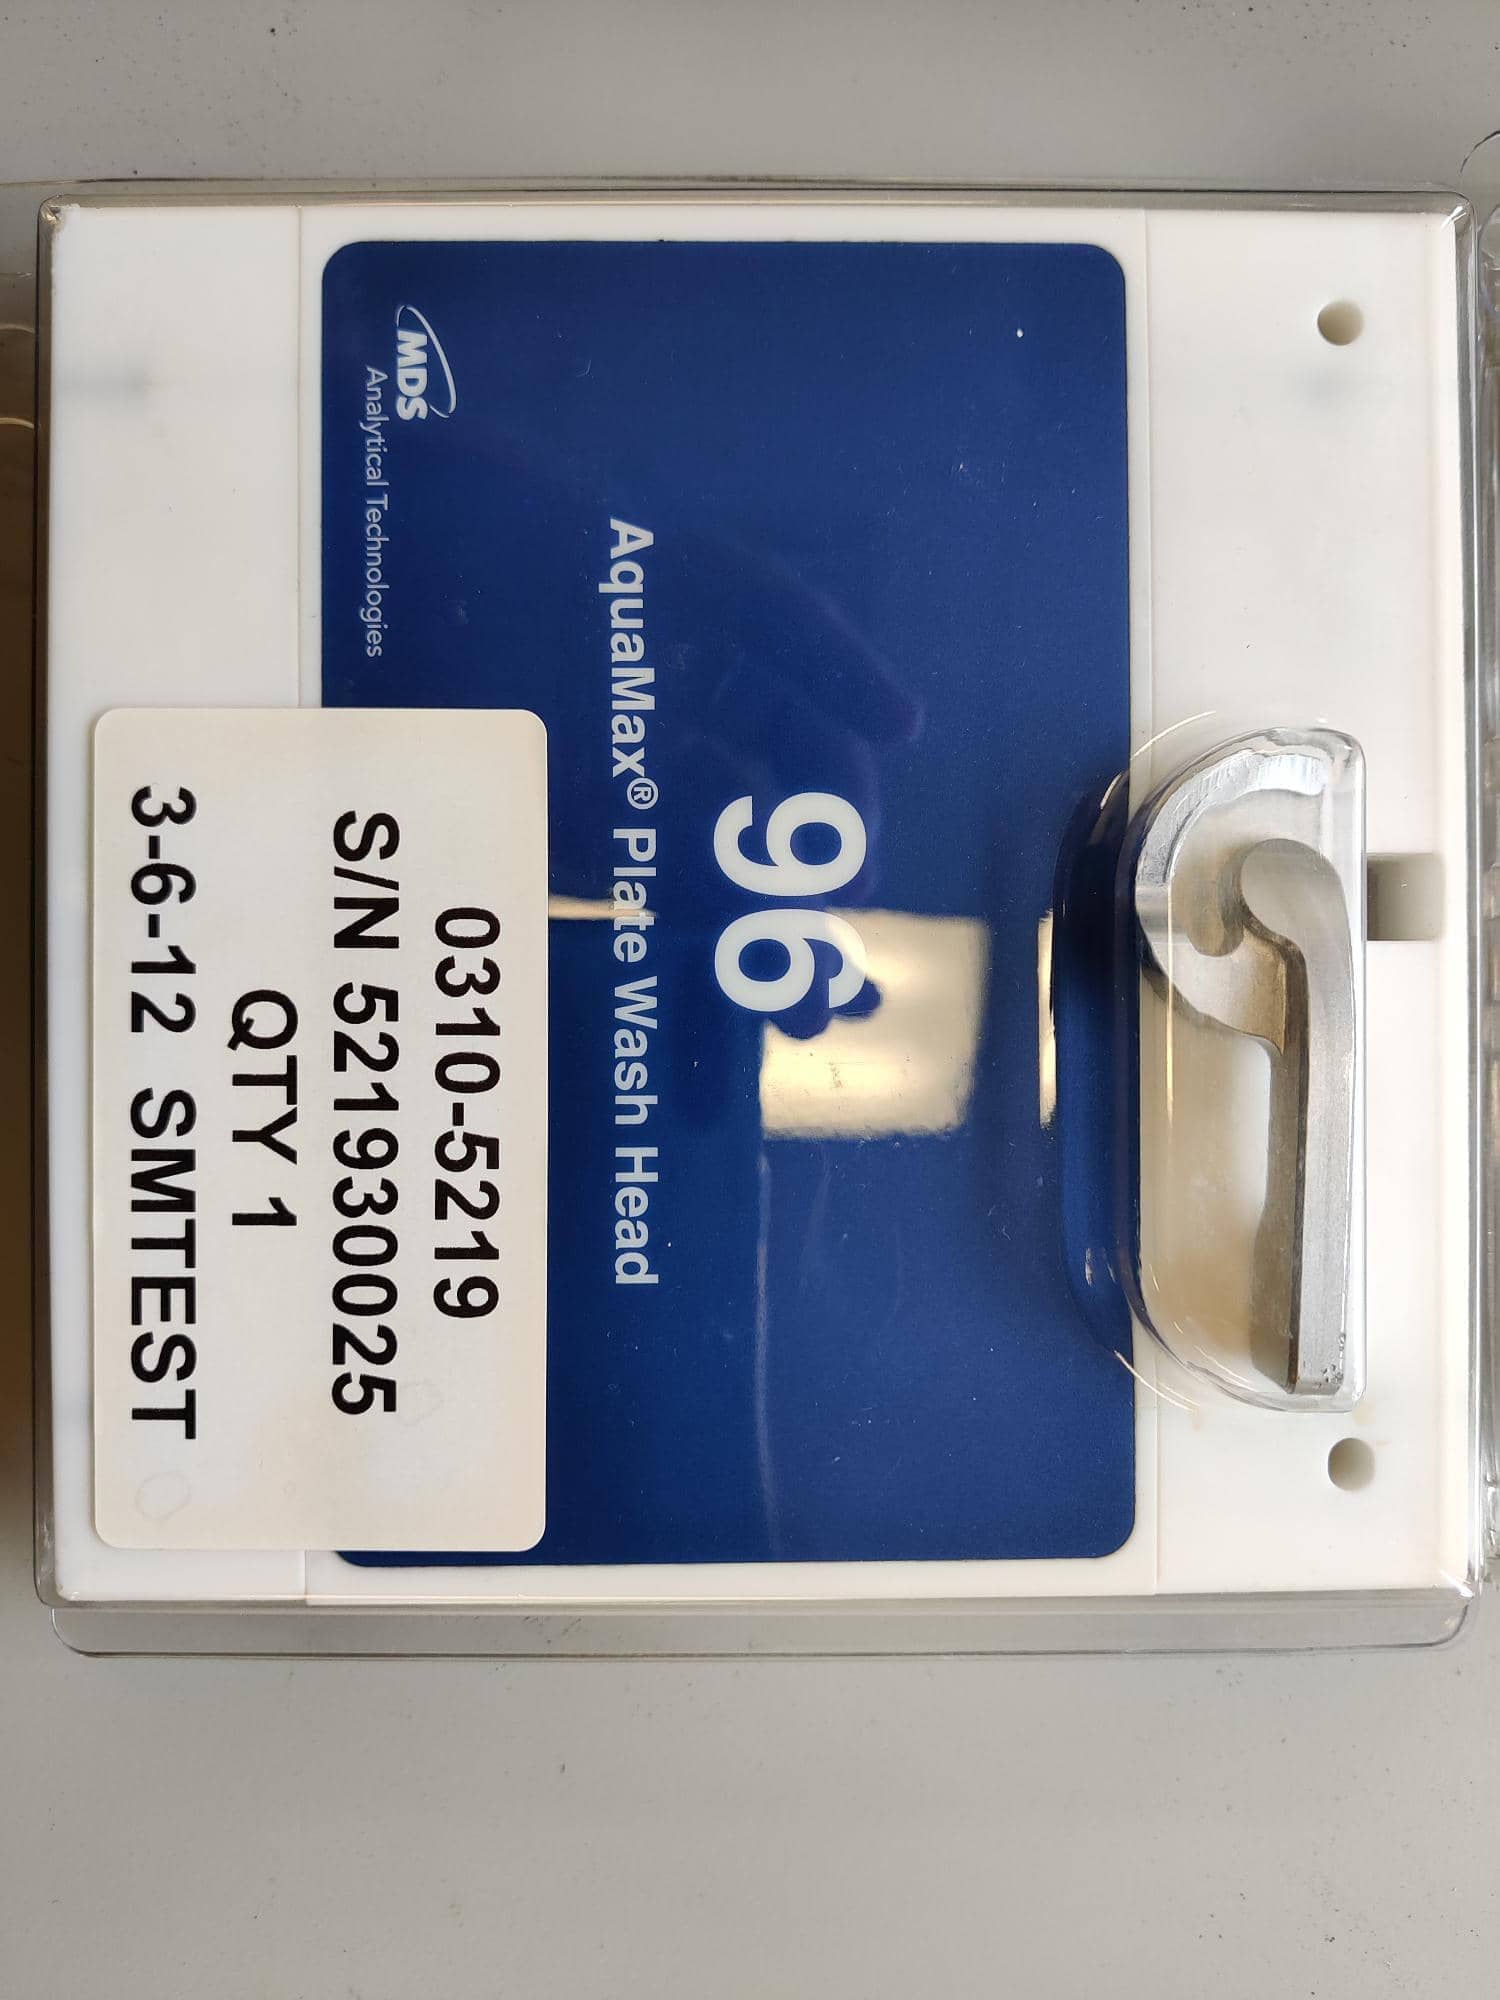 MDS
Analytical Technologies
96
AquaMax® Plate Wash Head
0310-5219
S/N 521930025
QTY 1
3-6-12 SMTEST